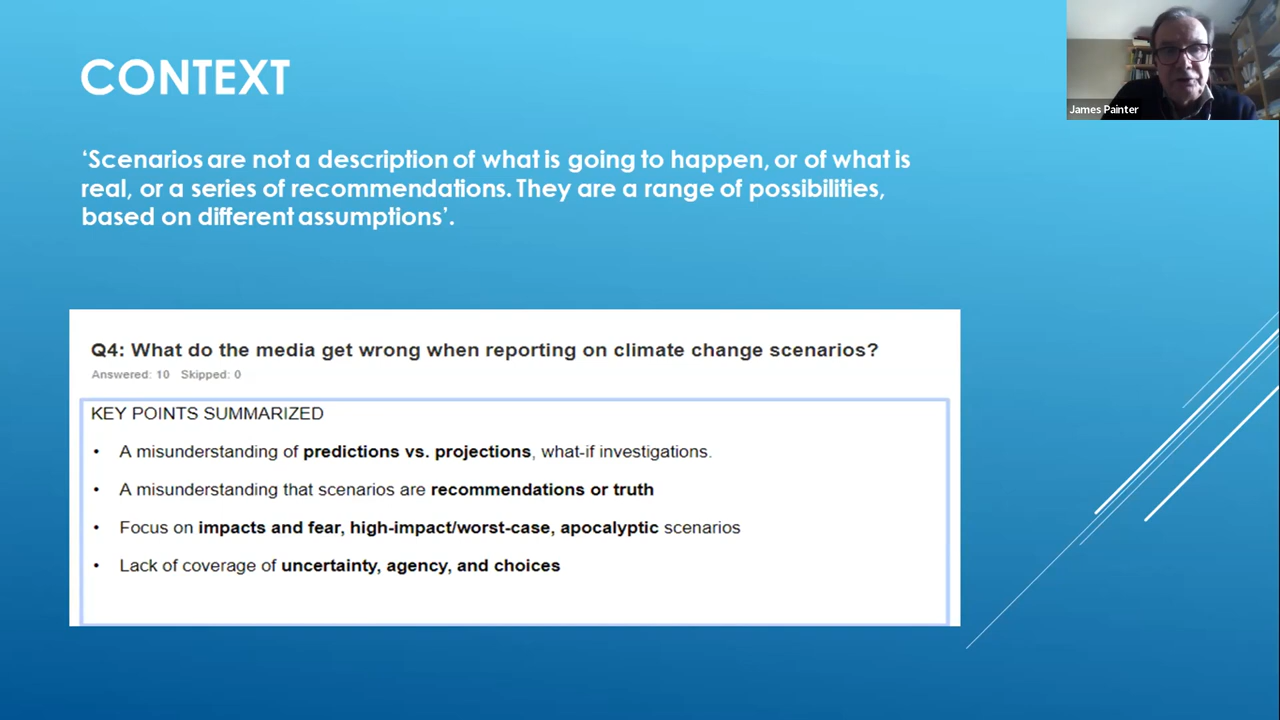 CONTEXT
James Painter
‘Scenarios are not a description of what is going to happen, or of what is
real, or a series of recommendations. They are a range of possibilities,
based on different assumptions’.
Q4: What do the media get wrong when reporting on climate change scenarios?
Answered: 10 Skipped: 0
KEY POINTS SUMMARIZED
• A misunderstanding of predictions vs. projections, what-if investigations.
• A misunderstanding that scenarios are recommendations or truth
• Focus on impacts and fear, high-impact/worst-case, apocalyptic scenarios
• Lack of coverage of uncertainty, agency, and choices